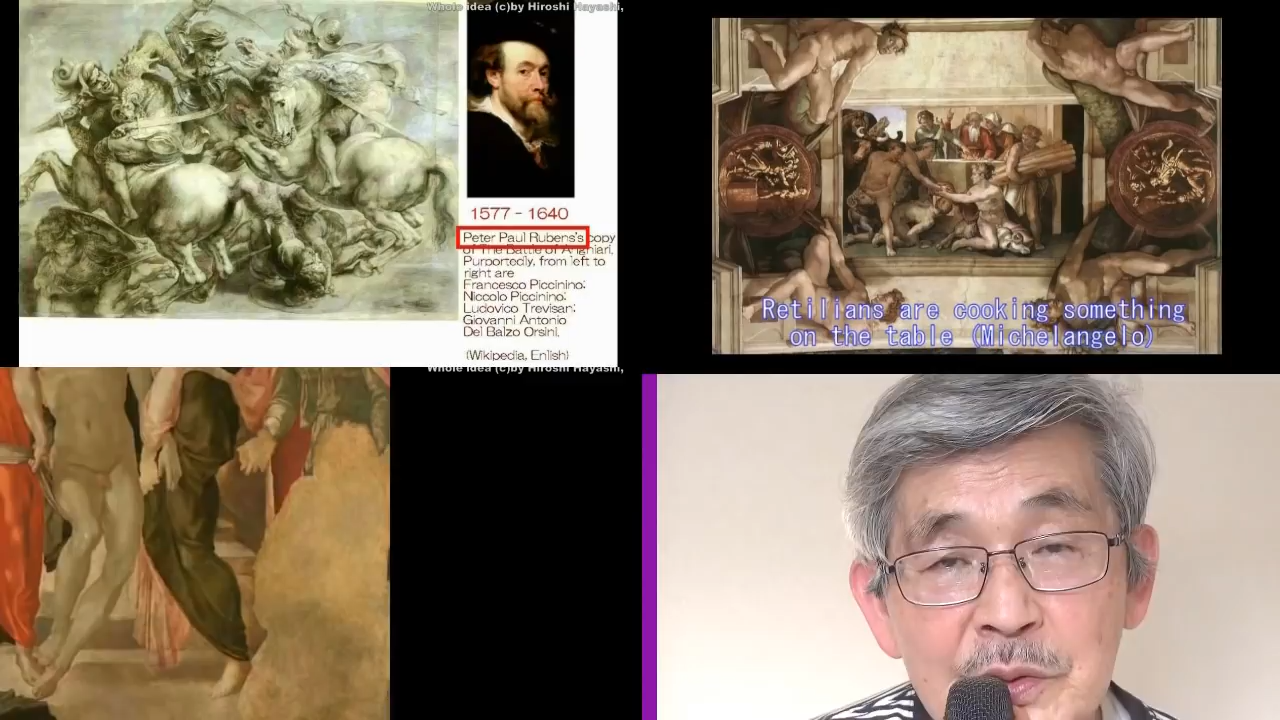 Whole idea (c)by Hiroshi Hayashi,
1577 - 1640
Peter Paul Rubens's copy
of The Battle of Anghiari.
Purportedly, from left to
right are
Francesco Piccinino;
Niccolo Piccinino;
Ludovico Trevisan;
Giovanni Antonio
Del Balzo Orsini.
(Wikipedia, Enlish)
Retilians are cooking something
on the table (Michelangelo)
Whole idea (c)by Hiroshi Hayashi,